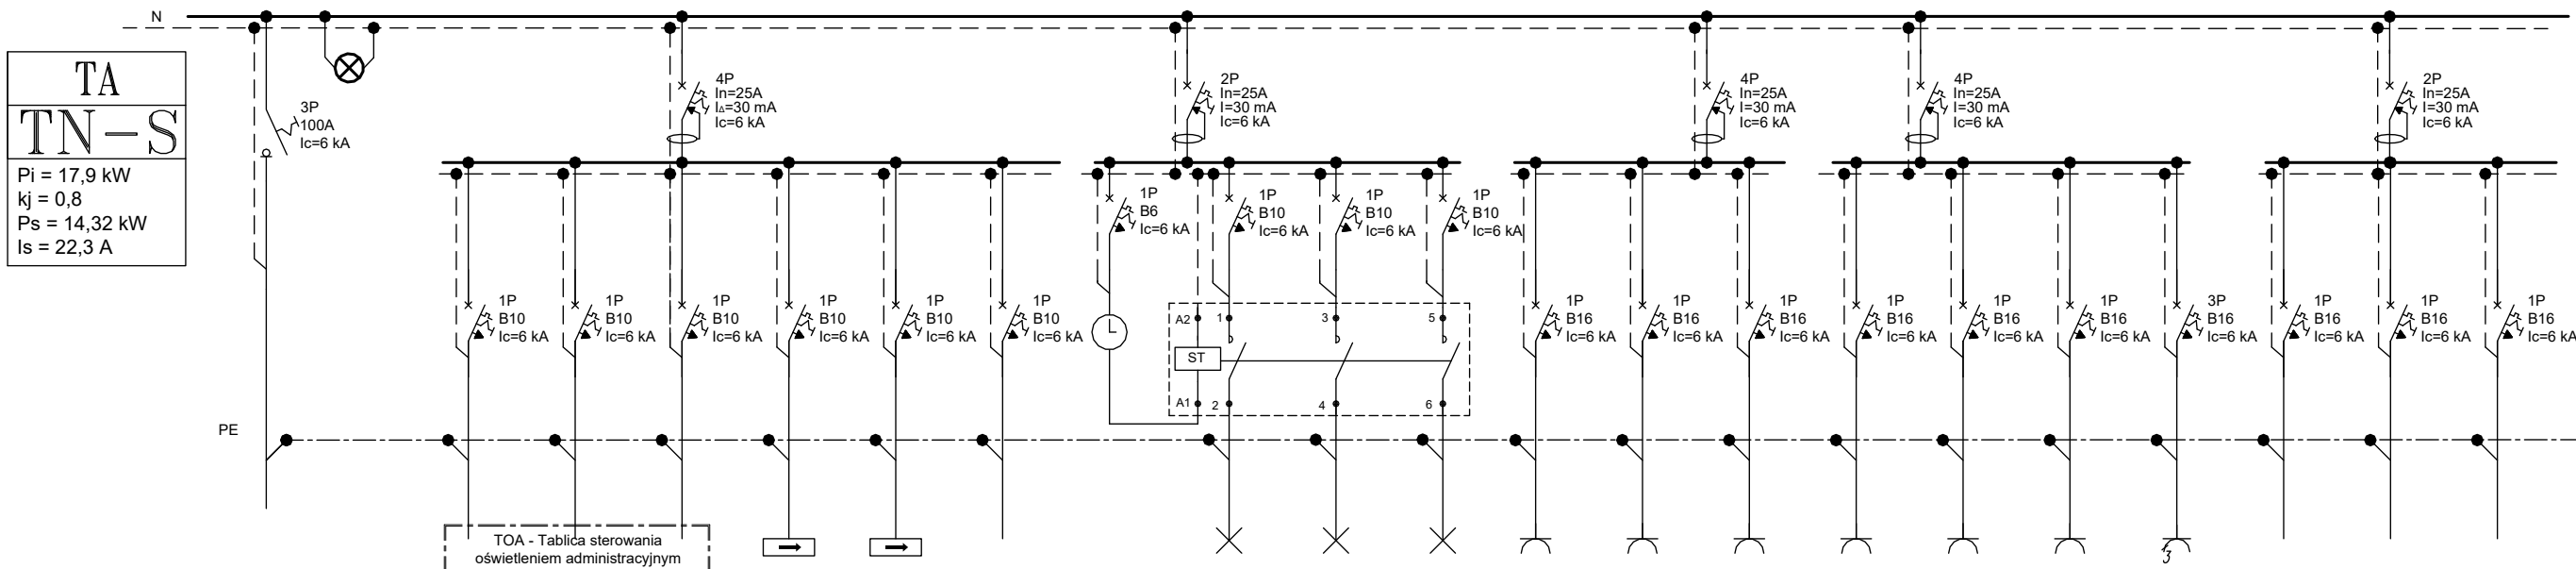 N
TA
TN-S
Pi = 17,9 kW
kj = 0,8
Ps = 14,32 kW
Is = 22,3 A
3P
100A
Ic=6 kA
4P
In=25A
I∆=30 mA
Ic=6 kA
2P
In=25A
I=30 mA
Ic=6 kA
4P
In=25A
I=30 mA
Ic=6 kA
4P
In=25A
I=30 mA
Ic=6 kA
2P
In=25A
I=30 mA
Ic=6 kA
1P
B6
Ic=6 kA
1P
B10
Ic=6 kA
1P
B10
Ic=6 kA
1P
B10
Ic=6 kA
1P
B10
Ic=6 kA
1P
B10
Ic=6 kA
1P
B10
Ic=6 kA
1P
B10
Ic=6 kA
1P
B10
Ic=6 kA
1P
B10
Ic=6 kA
A2
1
3
5
ST
A1
2
4
6
1P
B16
Ic=6 kA
1P
B16
Ic=6 kA
1P
B16
Ic=6 kA
1P
B16
Ic=6 kA
1P
B16
Ic=6 kA
1P
B16
Ic=6 kA
3P
B16
Ic=6 kA
1P
B16
Ic=6 kA
1P
B16
Ic=6 kA
1P
B16
Ic=6 kA
PE
TOA - Tablica sterowania
oświetleniem administracyjnym
3